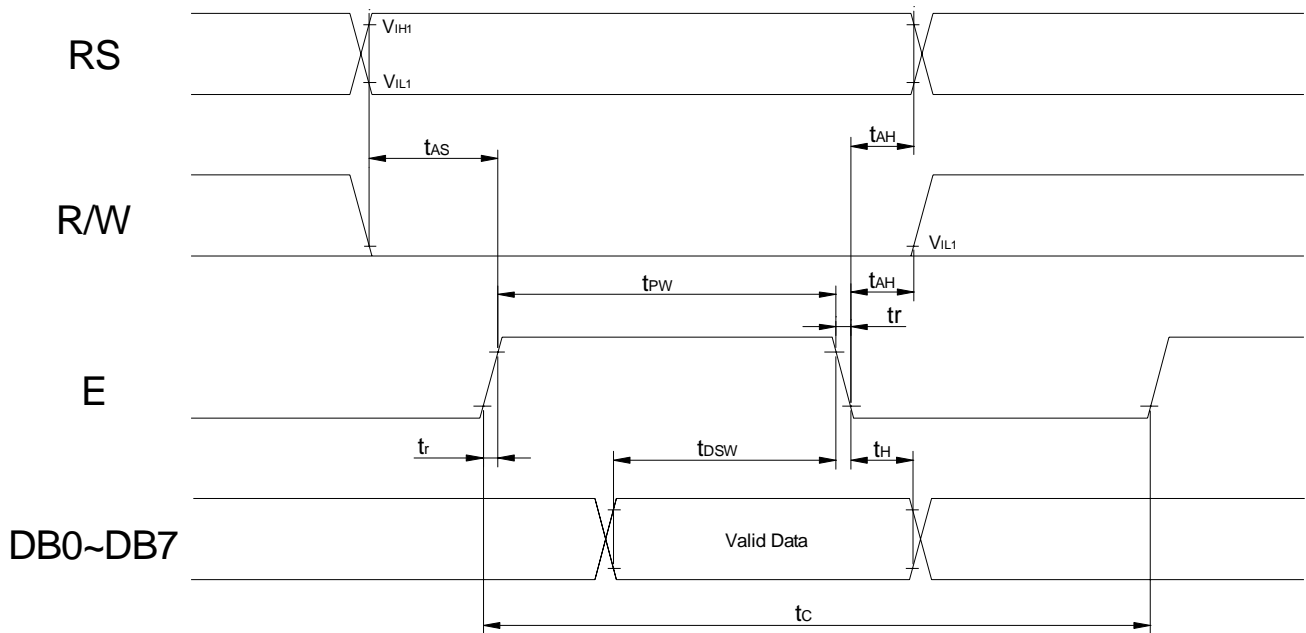 RS
VIH1
VIL1
tAS
tAH
R/W
VIL1
tPW
tAH
tr
E
tr
tDSW
tH
DB0~DB7
Valid Data
tC